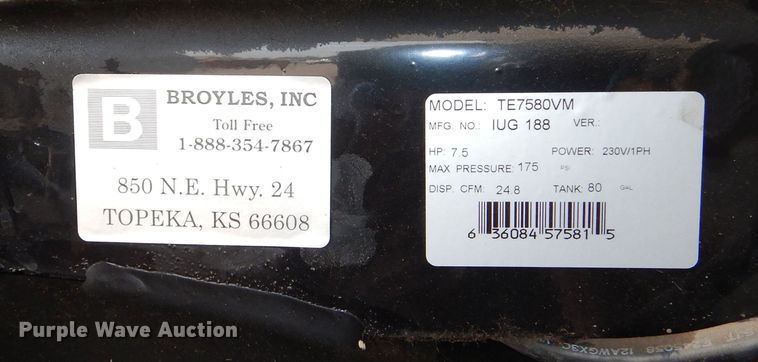 B
BROYLES, INC
Toll Free
1-888-354-7867
850 N.E. Hwy. 24
TOPEKA, KS 66608
MODEL: TE7580VM
MFG. NO.: IUG 188 VER.:
HP: 7.5 POWER: 230V/1PH
MAX PRESSURE: 175 PSI
DISP. CFM: 24.8 TANK: 80 GAL
6 36084 57581 5
Purple Wave Auction
12AWGX3C